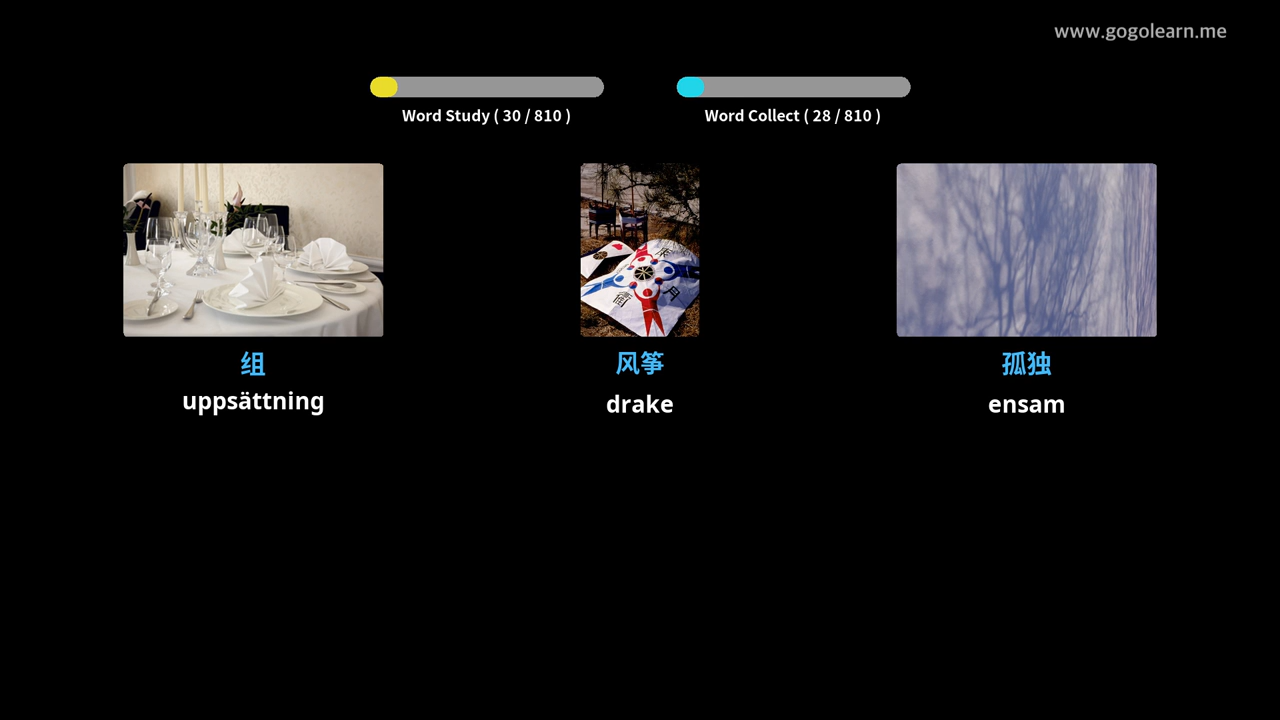 www.gogolearn.me
Word Study ( 30 / 810 )
Word Collect ( 28 / 810 )
组
uppsättning
风筝
drake
孤独
ensam